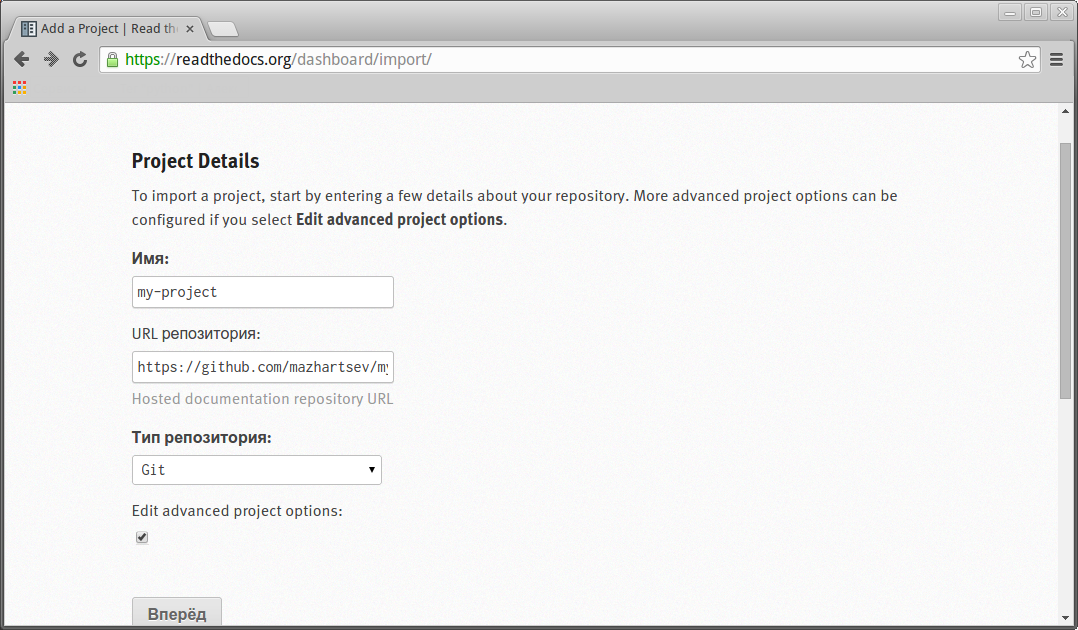 Add a Project | Read
https://readthedocs.org/dashboard/import/
Project Details
To import a project, start by entering a few details about your repository. More advanced project options can be
configured if you select Edit advanced project options.
Имя:
my-project
URL репозитория:
https://github.com/mazhartsev/my
Hosted documentation repository URL
Тип репозитория:
Git
Edit advanced project options:
Вперёд